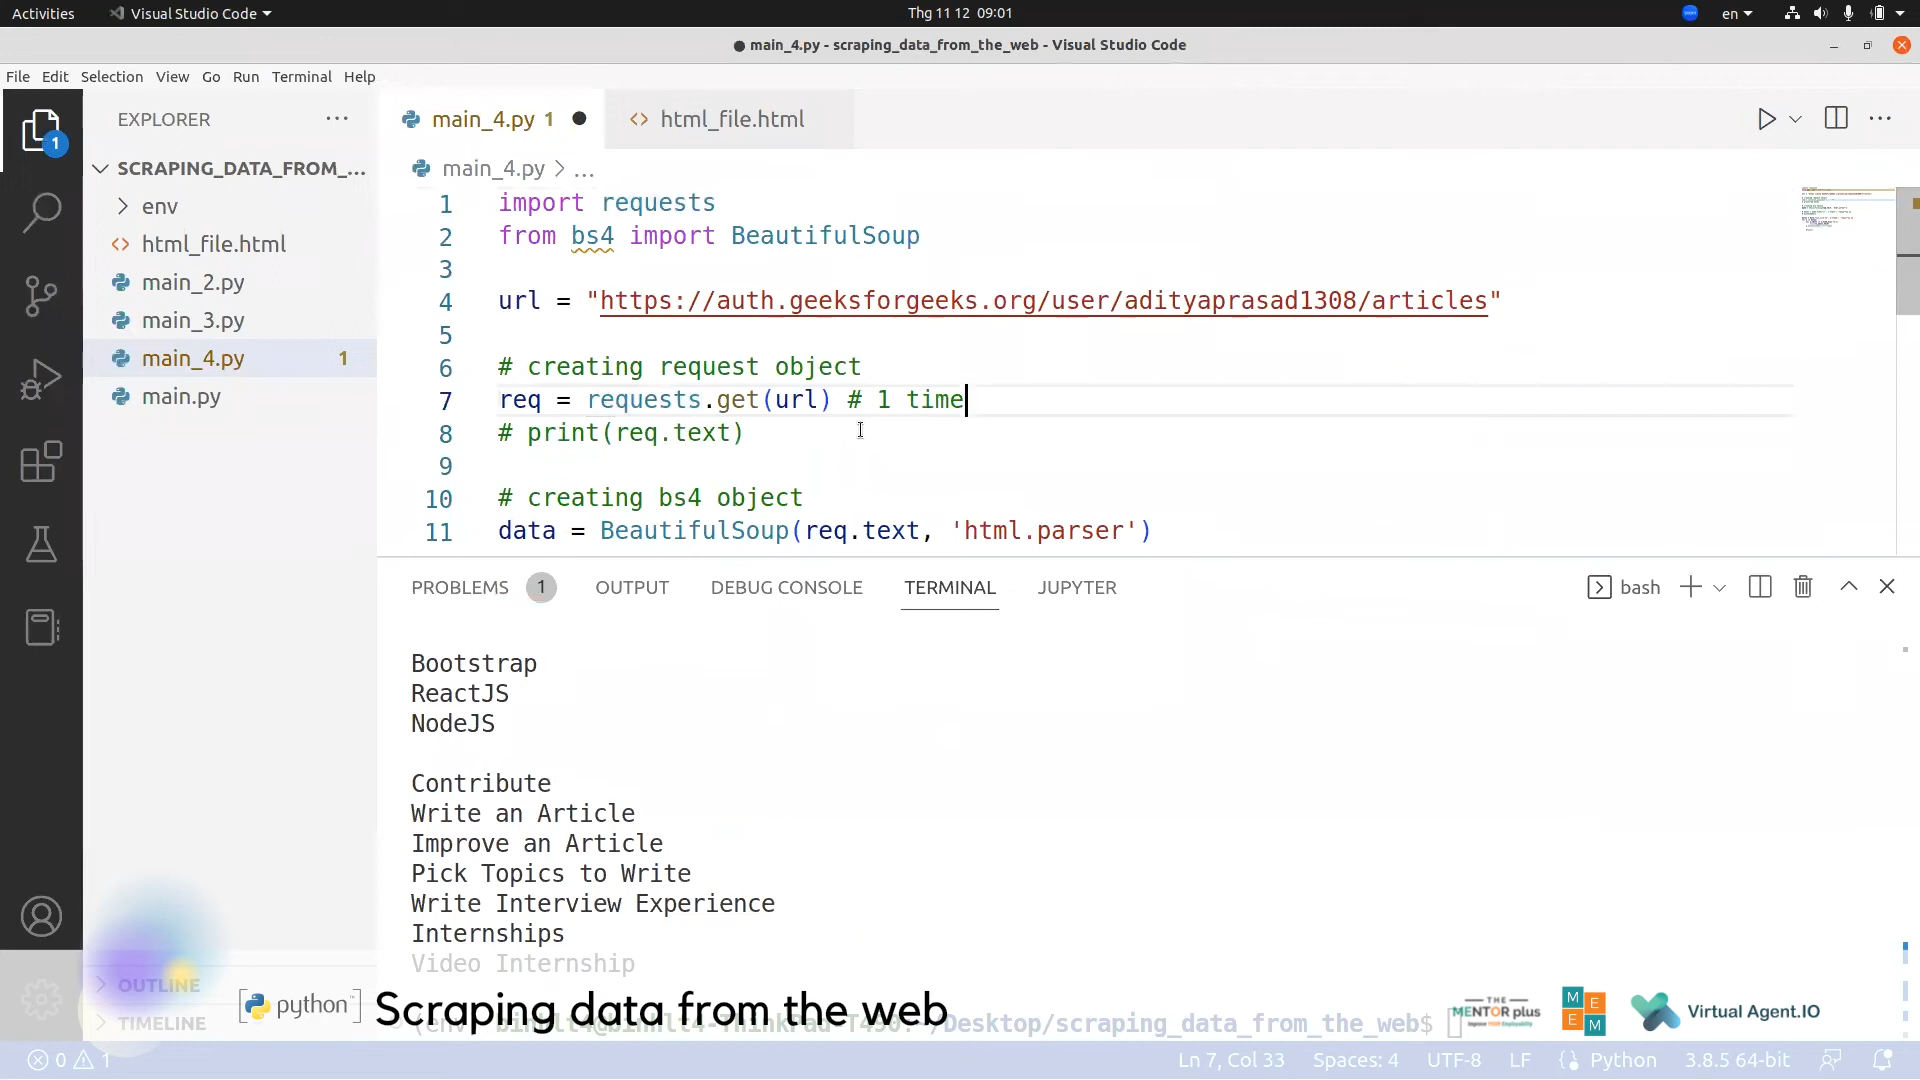 Activities
Visual Studio Code
Thg 11 12 09:01
en
main_4.py - scraping_data_from_the_web - Visual Studio Code
File Edit Selection View Go Run Terminal Help
EXPLORER
main_4.py 1
html_file.html
SCRAPING_DATA_FROM_...
main_4.py > ...
env
html_file.html
main_2.py
main_3.py
main_4.py 1
main.py
1 import requests
2 from bs4 import BeautifulSoup
3
4 url = "https://auth.geeksforgeeks.org/user/adityaprasad1308/articles"
5
6 # creating request object
7 req = requests.get(url) # 1 time
8 # print(req.text)
9
10 # creating bs4 object
11 data = BeautifulSoup(req.text, 'html.parser')
PROBLEMS 1 OUTPUT DEBUG CONSOLE TERMINAL JUPYTER
bash
Bootstrap
ReactJS
NodeJS
Contribute
Write an Article
Improve an Article
Pick Topics to Write
Write Interview Experience
Internships
Video Internship
OUTLINE
TIMELINE
python
Scraping data from the web
Desktop/scraping_data_from_the_web$
THE
MENTOR plus
M E
E M
Virtual Agent.IO
0 1
Ln 7, Col 33 Spaces: 4 UTF-8 LF Python 3.8.5 64-bit